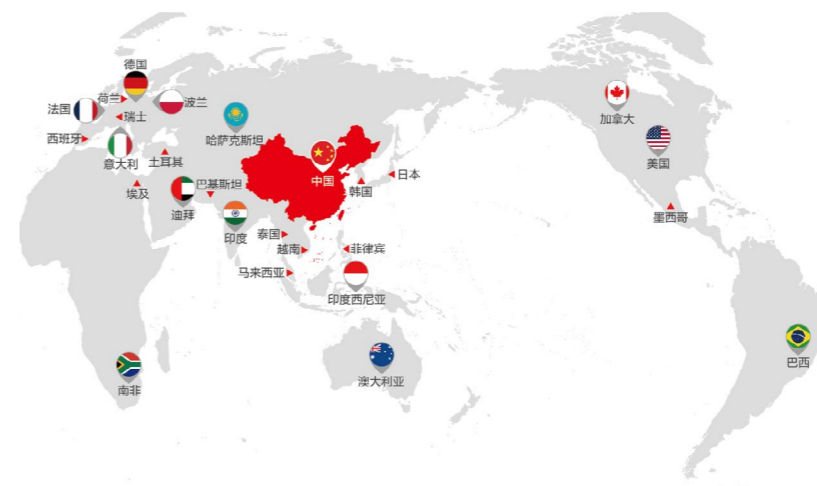 德国
荷兰
波兰
法国
瑞士
西班牙
意大利
土耳其
哈萨克斯坦
加拿大
美国
中国
日本
韩国
埃及
巴基斯坦
迪拜
墨西哥
印度
泰国
越南
菲律宾
马来西亚
印度西尼亚
巴西
澳大利亚
南非